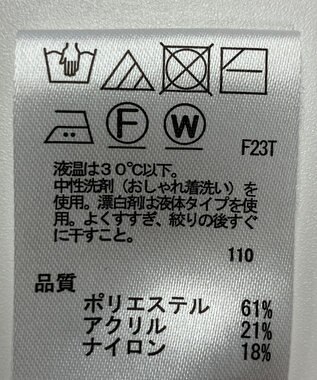 F
W
F23T
液温は30℃以下。
中性洗剤（おしゃれ着洗い）を
使用。漂白剤は液体タイプを使
用。よくすすぎ、絞りの後すぐ
に干すこと。
110
品質
ポリエステル 61%
アクリル 21%
ナイロン 18%